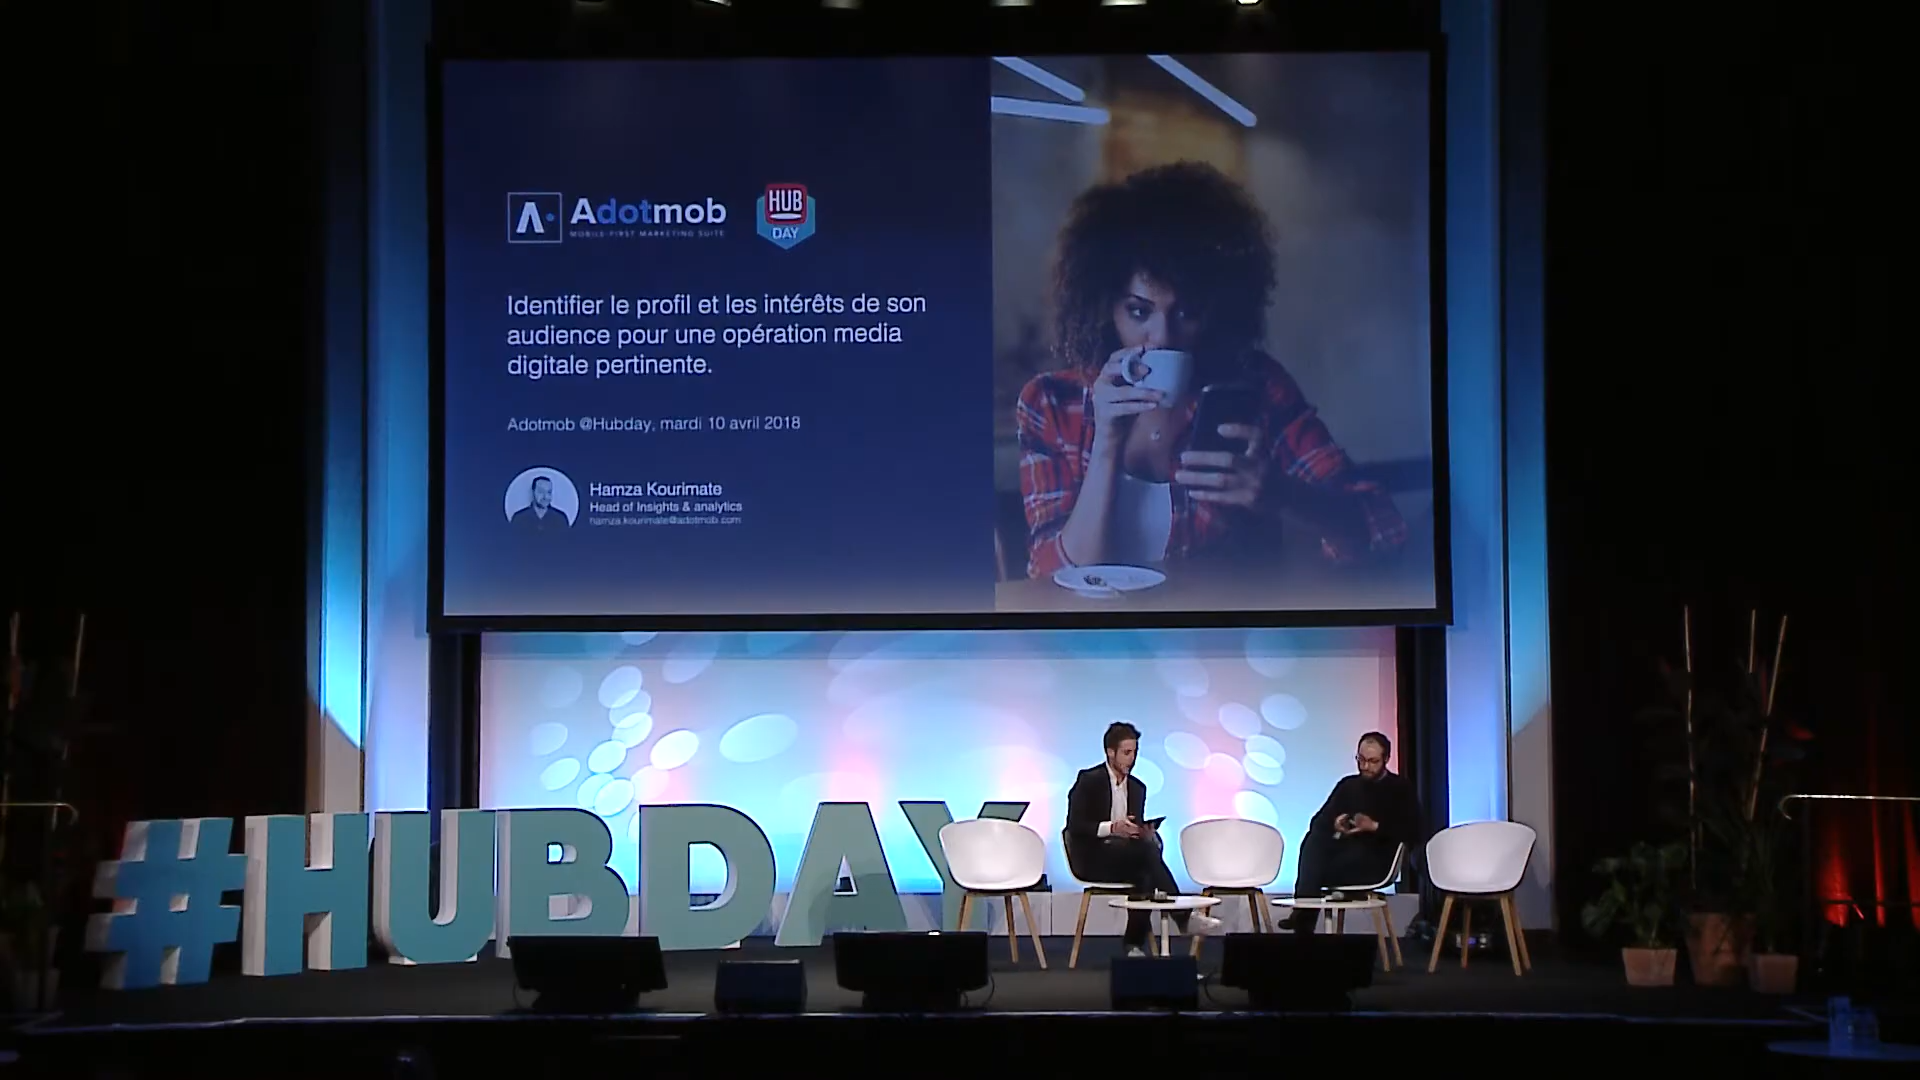 Adotmob
MOBILE-FIRST MARKETING SUITE
HUB
DAY
Identifier le profil et les intérêts de son
audience pour une opération media
digitale pertinente.
Adotmob @Hubday, mardi 10 avril 2018
Hamza Kourimate
Head of Insights & analytics
hamza.kourimate@adotmob.com
#HUBDAY